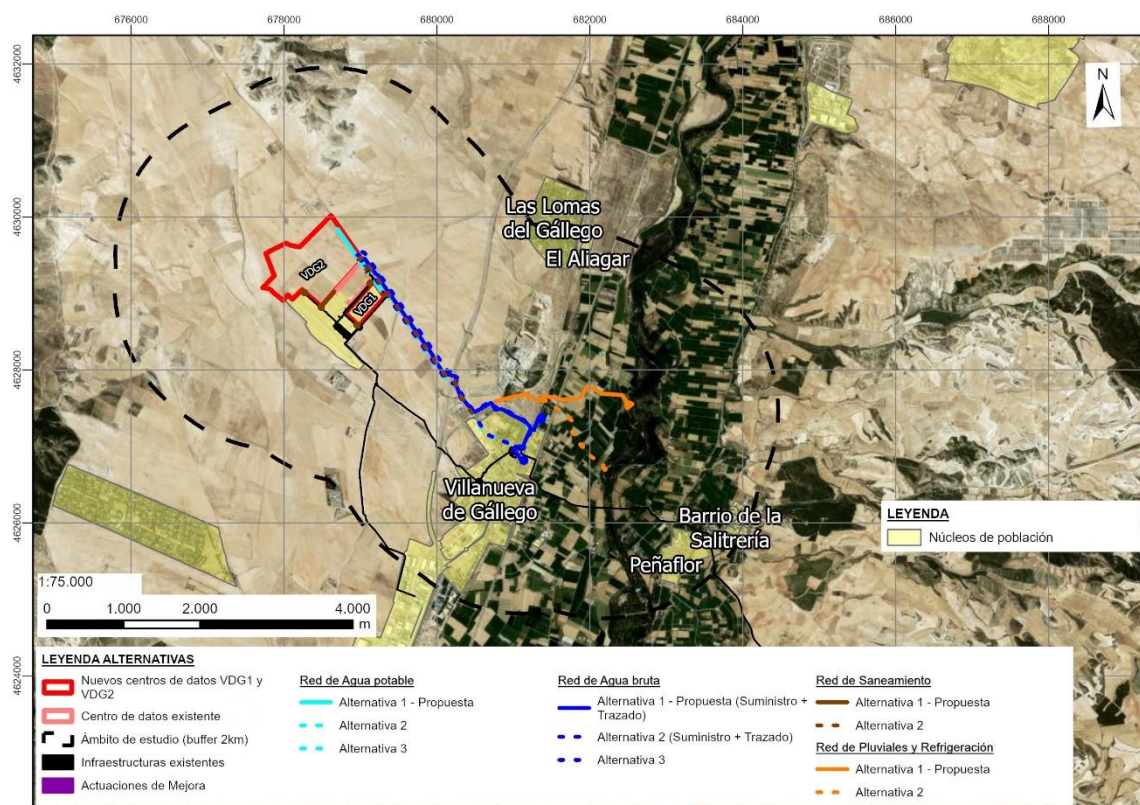 676000 678000 680000 682000 684000 686000 688000
4632000
4630000
4628000
4626000
4624000
N
Las Lomas
del Gállego
El Aliagar
VDG2
VDG1
Villanueva
de Gállego
Barrio de la
Salitrería
Peñaflor
LEYENDA
Núcleos de población
1:75.000
0 1.000 2.000 4.000
m
LEYENDA ALTERNATIVAS
Nuevos centros de datos VDG1 y
VDG2
Centro de datos existente
Ámbito de estudio (buffer 2km)
Infraestructuras existentes
Actuaciones de Mejora
Red de Agua potable
Alternativa 1 - Propuesta
Alternativa 2
Alternativa 3
Red de Agua bruta
Alternativa 1 - Propuesta (Suministro +
Trazado)
Alternativa 2 (Suministro + Trazado)
Alternativa 3
Red de Saneamiento
Alternativa 1 - Propuesta
Alternativa 2
Red de Pluviales y Refrigeración
Alternativa 1 - Propuesta
Alternativa 2